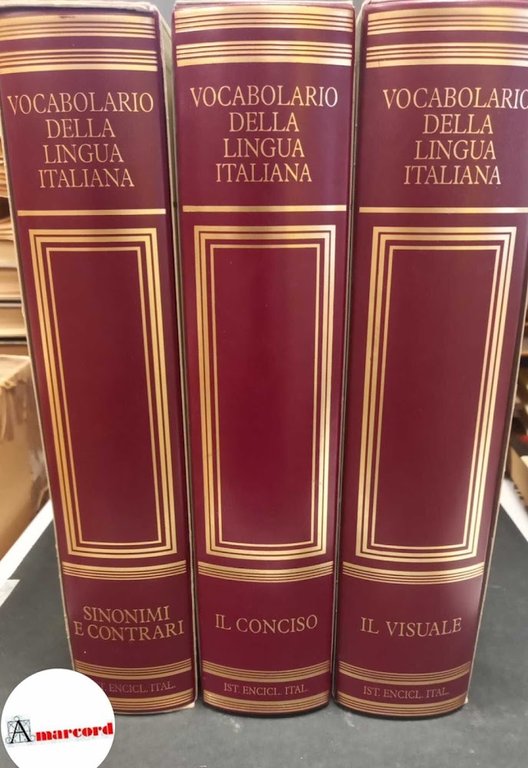 VOCABOLARIO
DELLA
LINGUA
ITALIANA
SINONIMI
E CONTRARI
IST. ENCICL. ITAL.
VOCABOLARIO
DELLA
LINGUA
ITALIANA
IL CONCISO
IST. ENCICL. ITAL.
VOCABOLARIO
DELLA
LINGUA
ITALIANA
IL VISUALE
IST. ENCICL. ITAL.
Amarcord